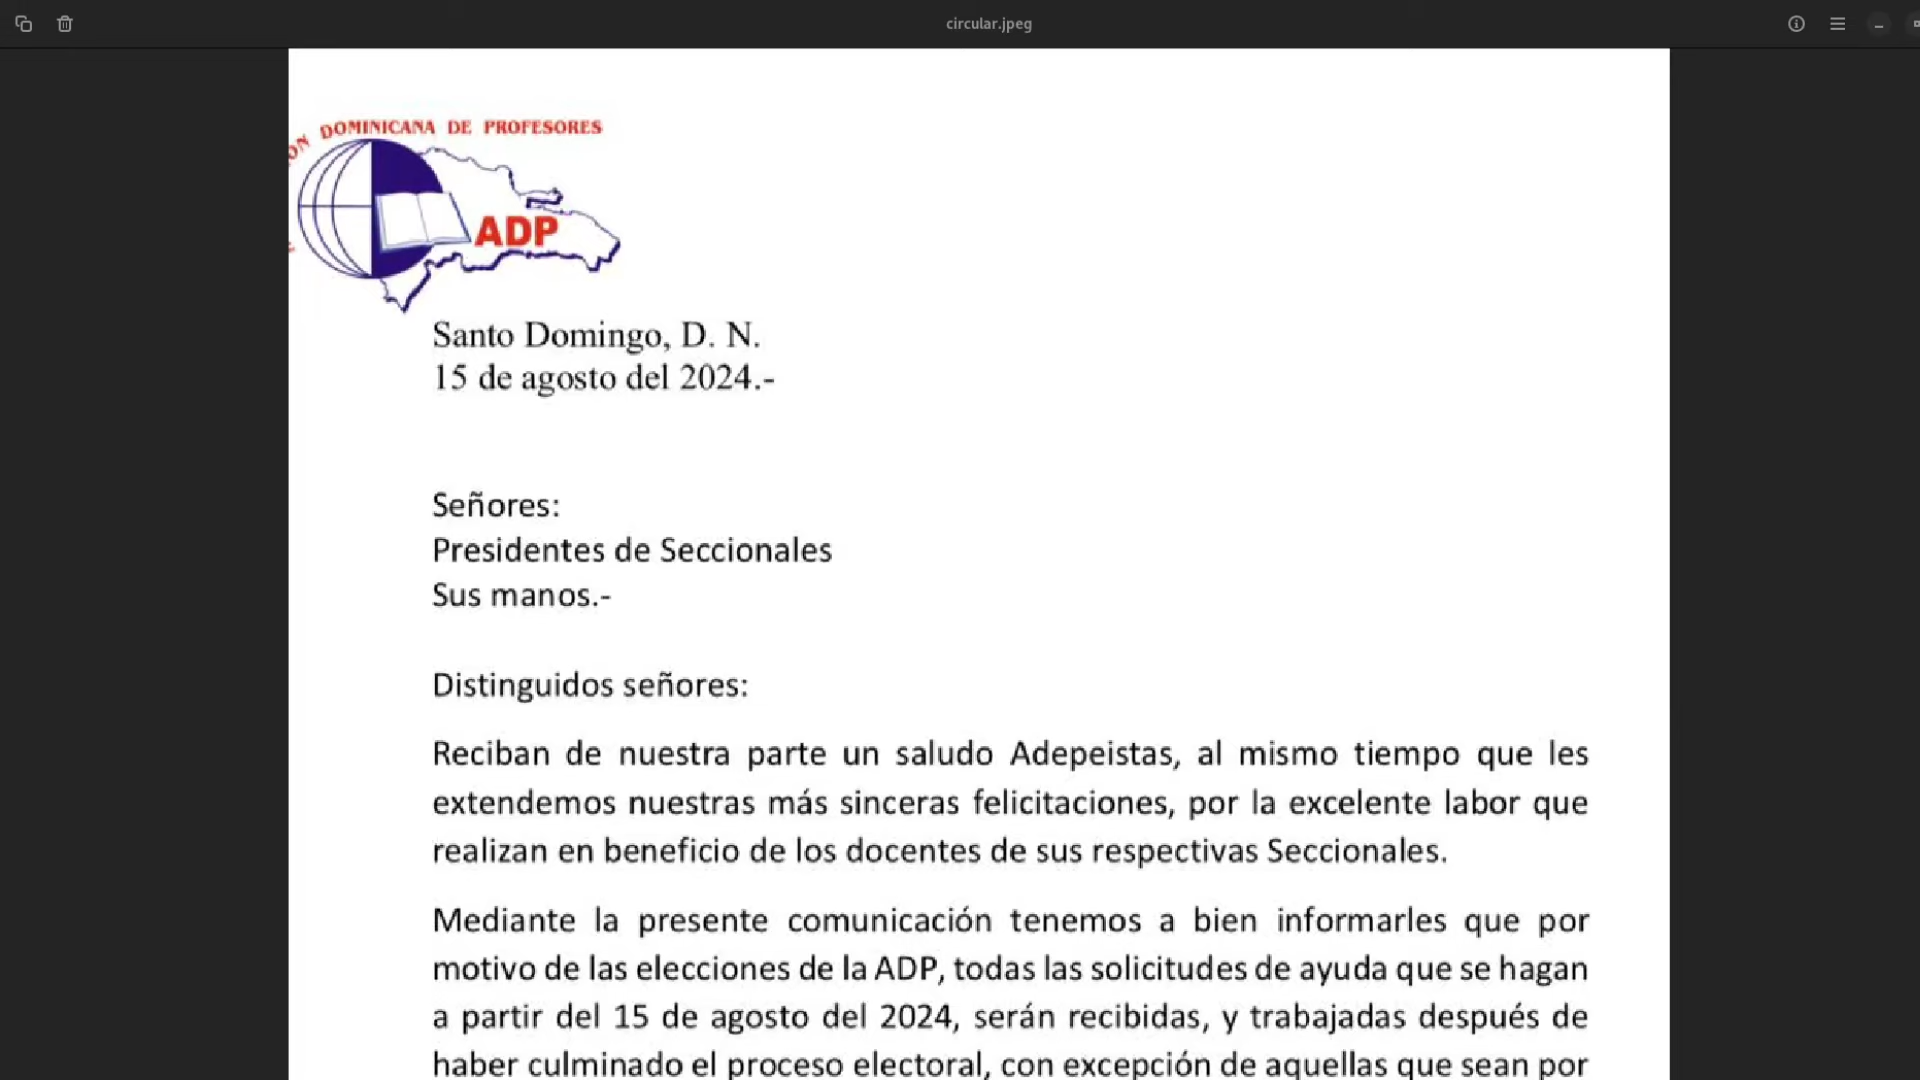 circular.jpeg
ON DOMINICANA DE PROFESORES
ADP
Santo Domingo, D. N.
15 de agosto del 2024.-
Señores:
Presidentes de Seccionales
Sus manos.-
Distinguidos señores:
Reciban de nuestra parte un saludo Adepeistas, al mismo tiempo que les
extendemos nuestras más sinceras felicitaciones, por la excelente labor que
realizan en beneficio de los docentes de sus respectivas Seccionales.
Mediante la presente comunicación tenemos a bien informarles que por
motivo de las elecciones de la ADP, todas las solicitudes de ayuda que se hagan
a partir del 15 de agosto del 2024, serán recibidas, y trabajadas después de
haber culminado el proceso electoral, con excepción de aquellas que sean por